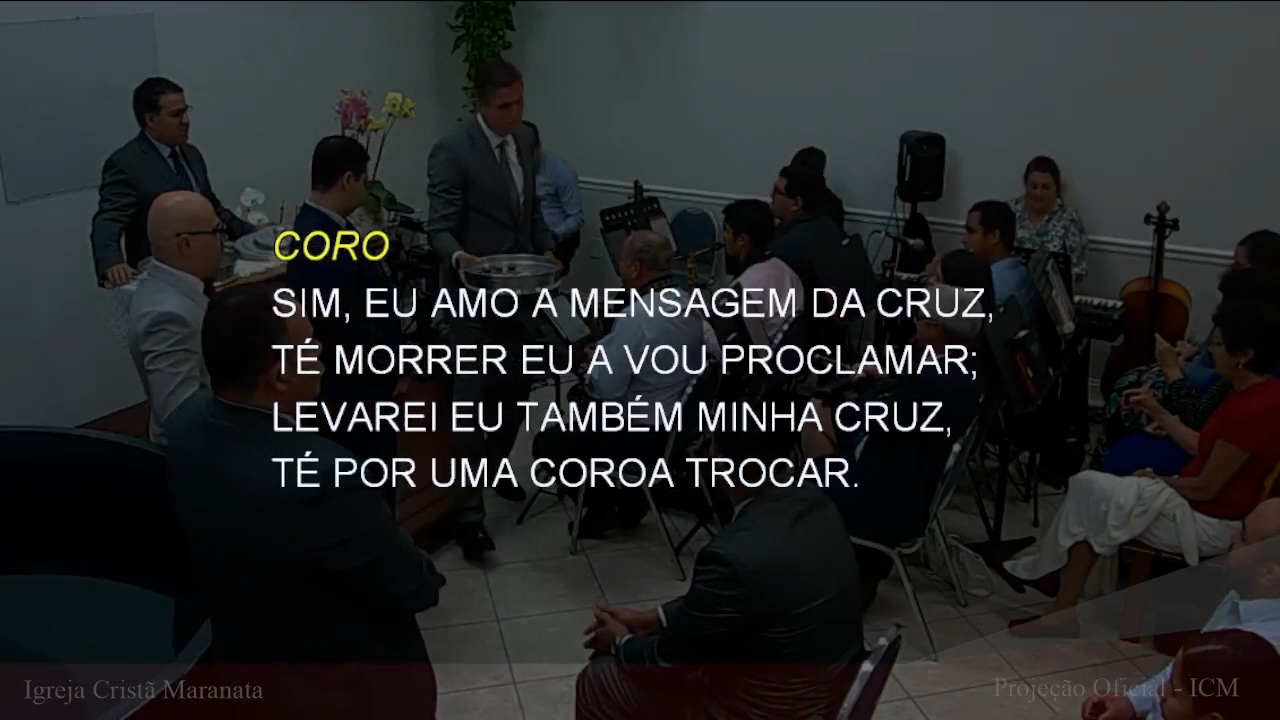 CORO
SIM, EU AMO A MENSAGEM DA CRUZ,
TÉ MORRER EU A VOU PROCLAMAR;
LEVAREI EU TAMBÉM MINHA CRUZ,
TÉ POR UMA COROA TROCAR.
Igreja Cristã Maranata
Projeção Oficial - ICM